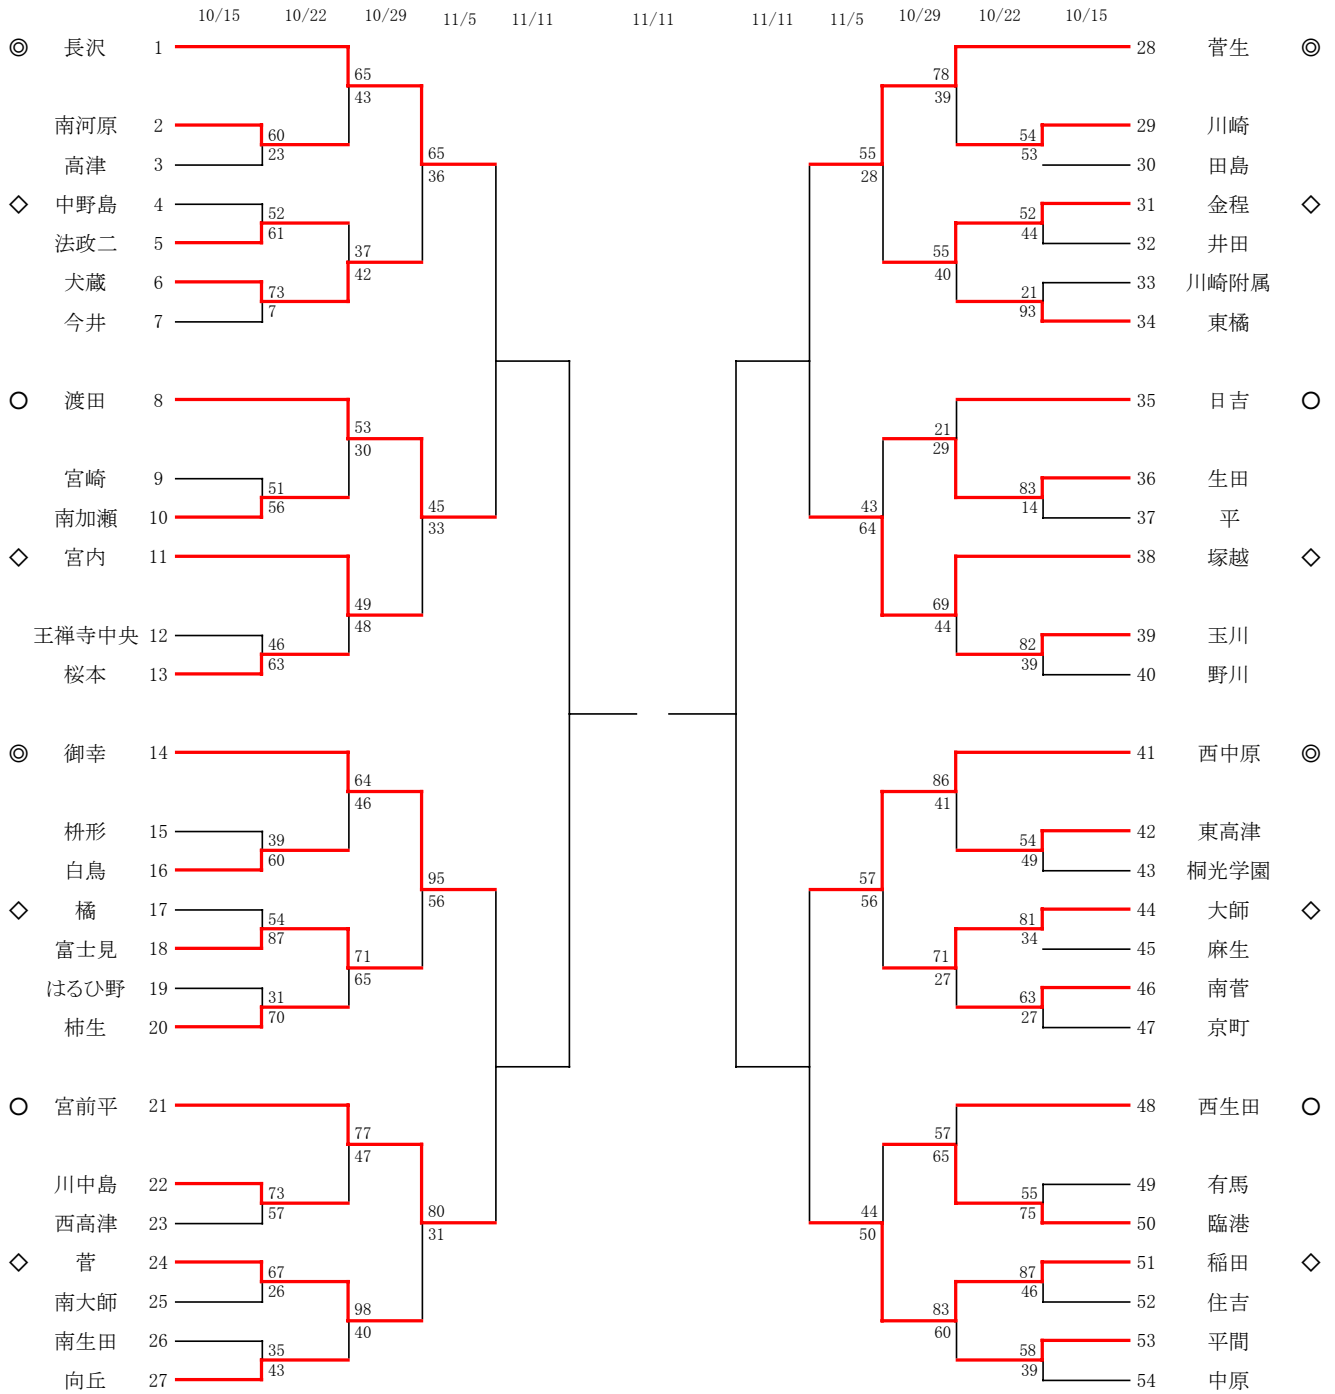 10/15 10/22 10/29 11/5 11/11 11/11 11/11 11/5 10/29 10/22 10/15
◎ 長沢 1
65
43
南河原 2
60
23
高津 3
65
36
◇ 中野島 4
52
61
法政二 5
37
42
犬蔵 6
73
7
今井 7
○ 渡田 8
53
30
宮崎 9
51
56
南加瀬 10
45
33
◇ 宮内 11
49
48
王禅寺中央 12
46
63
桜本 13
◎ 御幸 14
64
46
枡形 15
39
60
白鳥 16
95
56
◇ 橘 17
54
87
富士見 18
71
65
はるひ野 19
31
70
柿生 20
○ 宮前平 21
77
47
川中島 22
73
57
西高津 23
80
31
◇ 菅 24
67
26
南大師 25
98
40
南生田 26
35
43
向丘 27
28 菅生 ◎
78
39
29 川崎
54
53
30 田島
55
28
31 金程 ◇
52
44
32 井田
55
40
33 川崎附属
21
93
34 東橘
35 日吉 ○
21
29
36 生田
83
14
37 平
43
64
38 塚越 ◇
69
44
39 玉川
82
39
40 野川
41 西中原 ◎
86
41
42 東高津
54
49
43 桐光学園
57
56
44 大師 ◇
81
34
45 麻生
71
27
46 南菅
63
27
47 京町
48 西生田 ○
57
65
49 有馬
55
75
50 臨港
44
50
51 稲田 ◇
87
46
52 住吉
83
60
53 平間
58
39
54 中原